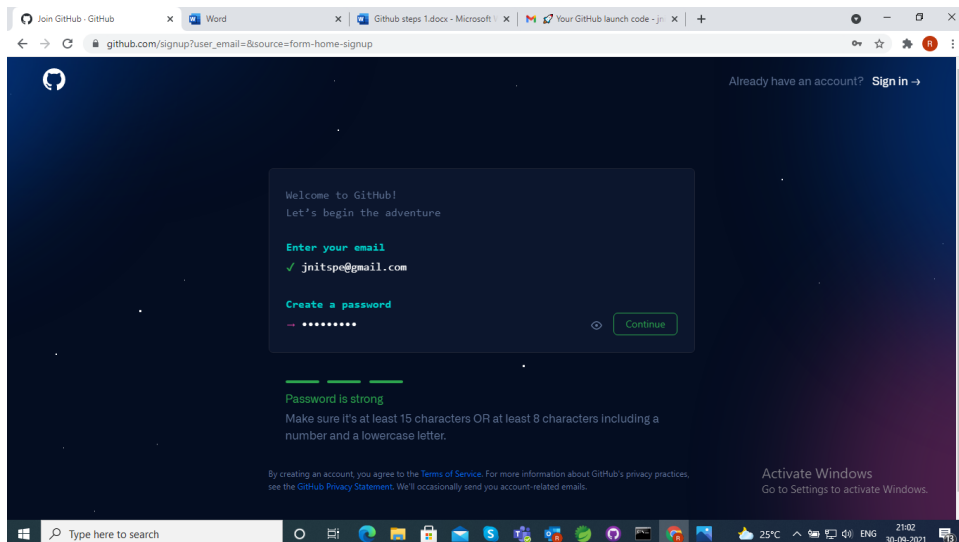 Join GitHub · GitHub
Word
Github steps 1.docx - Microsoft
Your GitHub launch code - jn
github.com/signup?user_email=&source=form-home-signup
R
Already have an account? Sign in →
Welcome to GitHub!
Let's begin the adventure
Enter your email
✓ jnitspe@gmail.com
Create a password
→ •••••••••
Continue
Password is strong
Make sure it's at least 15 characters OR at least 8 characters including a
number and a lowercase letter.
By creating an account, you agree to the Terms of Service. For more information about GitHub's privacy practices,
see the GitHub Privacy Statement. We'll occasionally send you account-related emails.
Activate Windows
Go to Settings to activate Windows.
Type here to search
25°C
ENG
21:02
30-09-2021
13